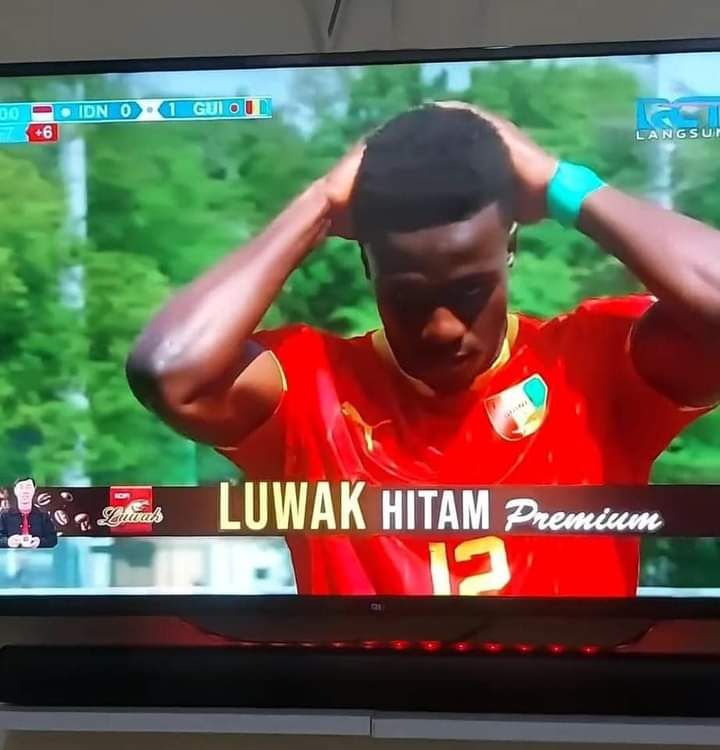 IDN 0 1 GUI
+6
RCTI
LANGSUN
KOPI
Luwak
LUWAK HITAM Premium
12